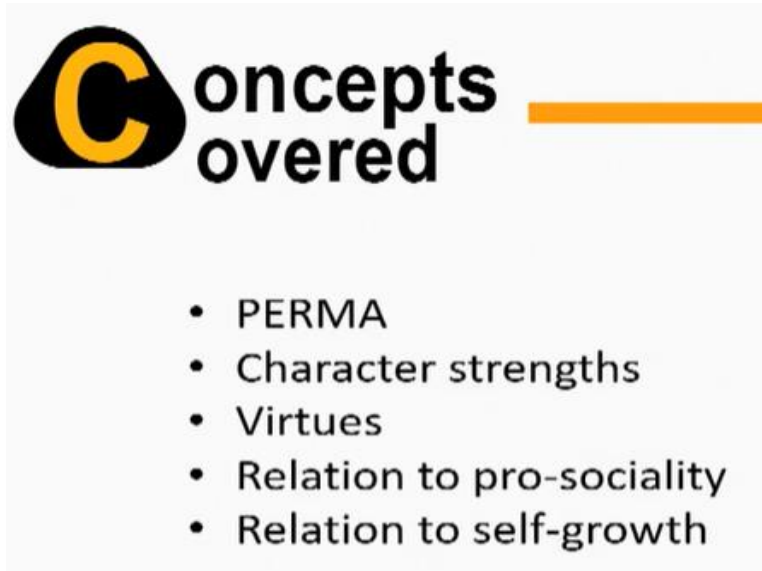 Concepts
Covered
• PERMA
• Character strengths
• Virtues
• Relation to pro-sociality
• Relation to self-growth